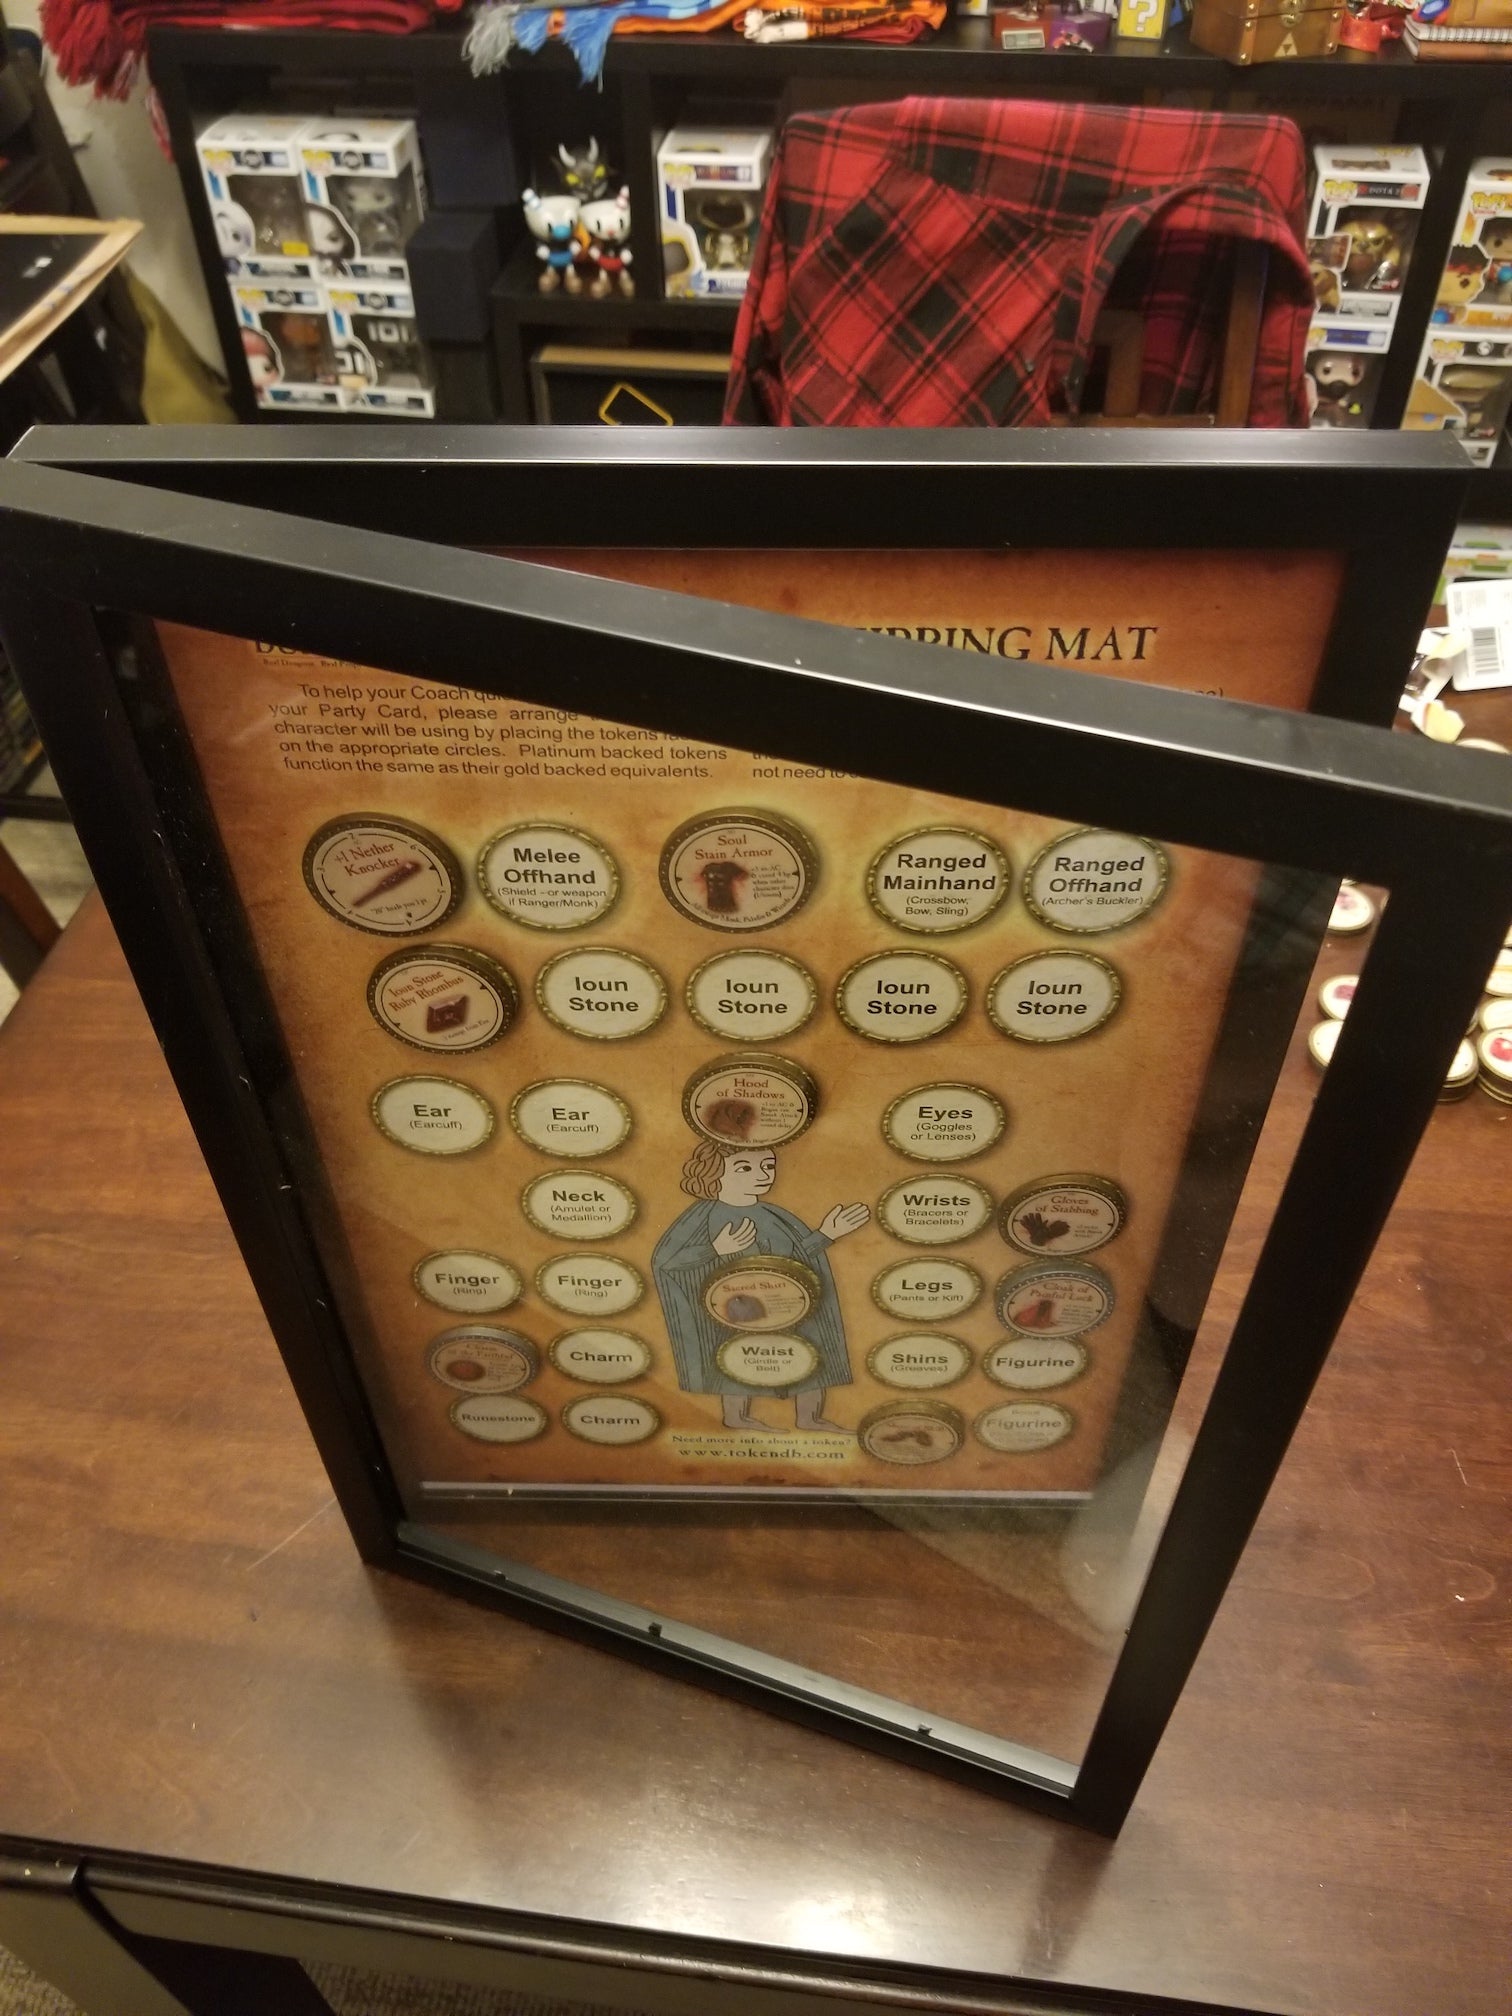 PPING MAT
To help your Coach
your Party Card, please arrange
character will be using by placing the tokens
on the appropriate circles. Platinum backed tokens
function the same as their gold backed equivalents.
not need to
+1 Nether
Knocker
Melee
Offhand
(Shield -or weapon
if Ranger/Monk)
Soul
Stain Armor
Ranged
Mainhand
(Crossbow,
Bow, Sling)
Ranged
Offhand
(Archer's Buckler)
Ioun Stone
Ruby Rhombus
Ioun
Stone
Ioun
Stone
Ioun
Stone
Ioun
Stone
Ear
(Earcuff)
Ear
(Earcuff)
Hood
of Shadows
Eyes
(Goggles
or Lenses)
Neck
(Amulet or
Medallion)
Wrists
(Bracers or
Bracelets)
Gloves
of Stabbing
Finger
(Ring)
Finger
(Ring)
Sacred Shirt
Legs
(Pants or Kilt)
Cloak of
Painful Luck
Charm
Waist
(Girdle or
Belt)
Shins
(Greaves)
Figurine
Runestone
Charm
Figurine
Need more info about a token?
www.tokendb.com